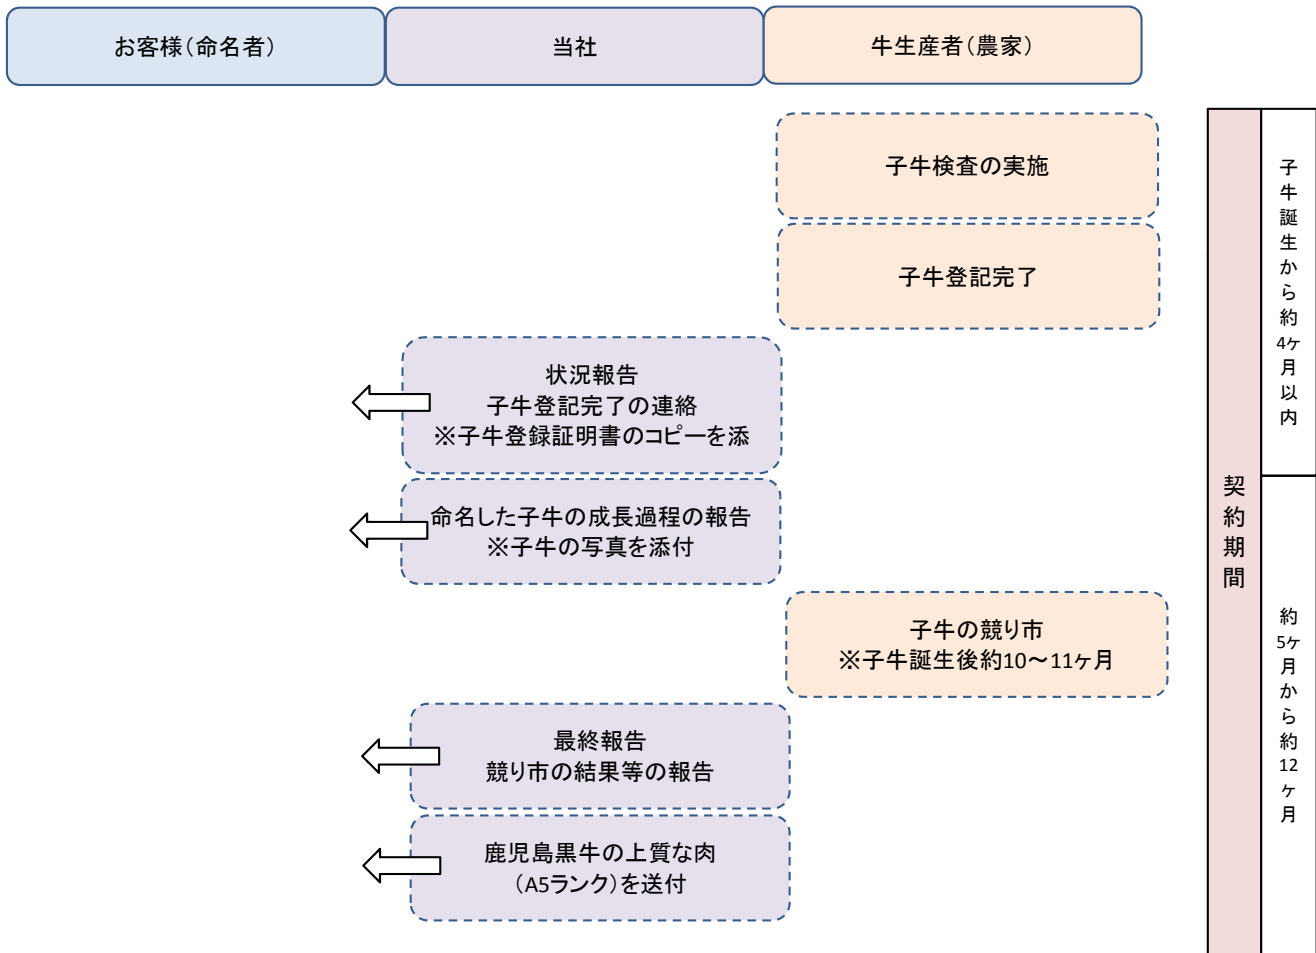 お客様（命名者）
当社
牛生産者（農家）
子牛検査の実施
子牛登記完了
状況報告
子牛登記完了の連絡
※子牛登録証明書のコピーを添
命名した子牛の成長過程の報告
※子牛の写真を添付
子牛の競り市
※子牛誕生後約10～11ヶ月
最終報告
競り市の結果等の報告
鹿児島黒牛の上質な肉
（A5ランク）を送付
契約期間
子牛誕生から約4ヶ月以内
約5ヶ月から約12ヶ月